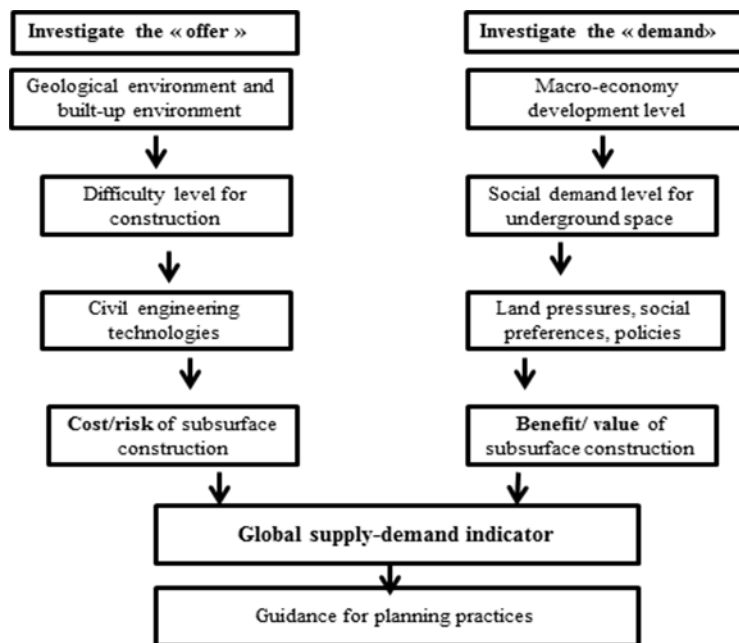 Investigate the « offer »
Geological environment and
built-up environment
Difficulty level for
construction
Civil engineering
technologies
Cost/risk of subsurface
construction
Investigate the « demand»
Macro-economy
development level
Social demand level for
underground space
Land pressures, social
preferences, policies
Benefit/ value of
subsurface construction
Global supply-demand indicator
Guidance for planning practices